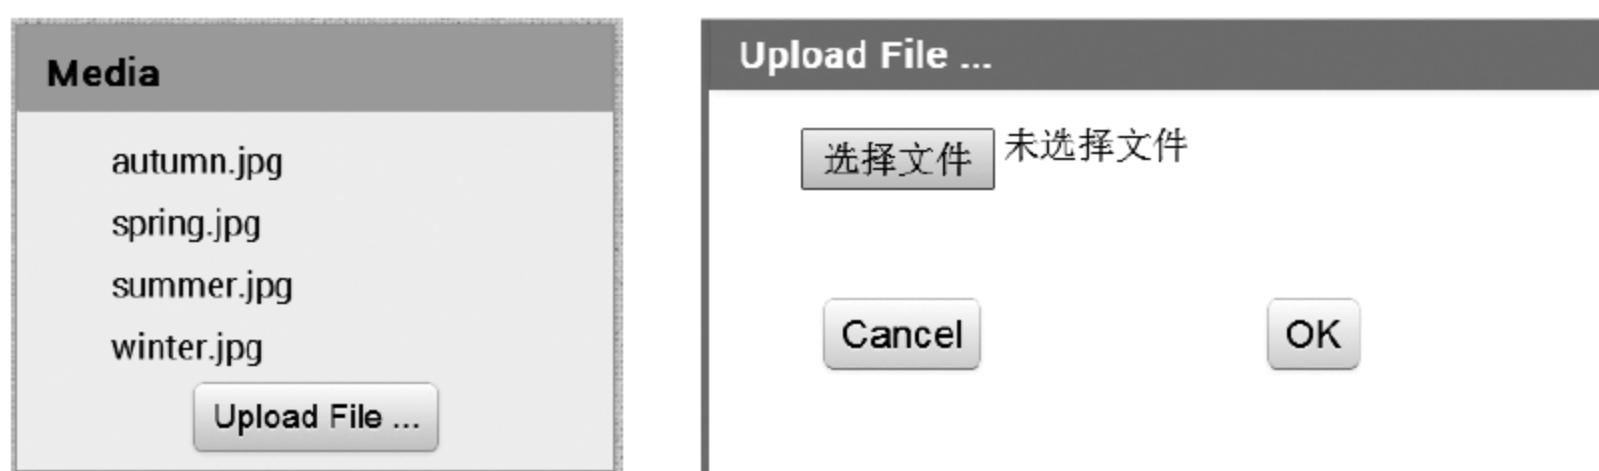 Media
autumn.jpg
spring.jpg
summer.jpg
winter.jpg
Upload File ...
Upload File ...
选择文件 未选择文件
Cancel
OK